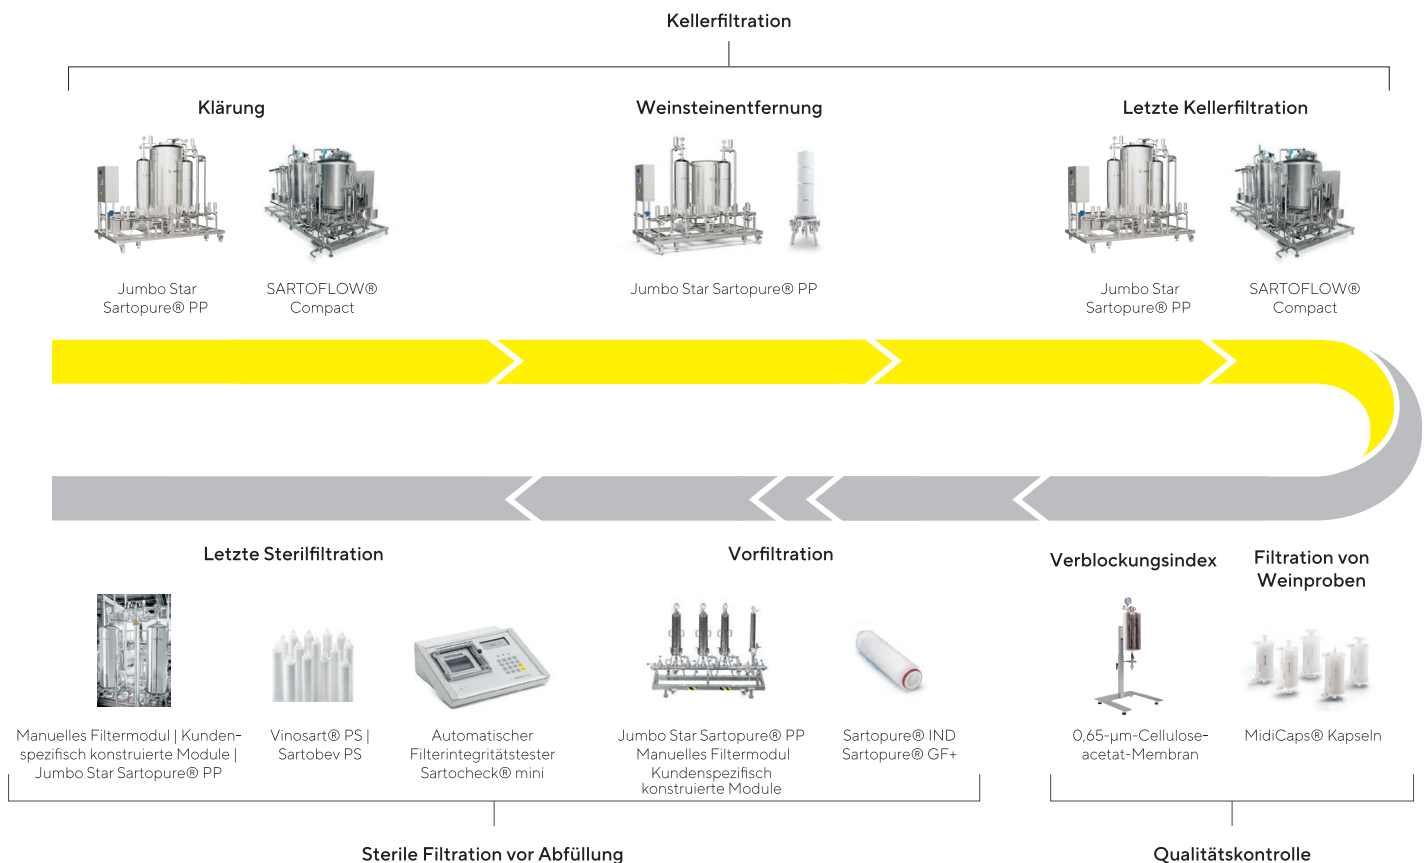 Kellerfiltration
Klärung
Weinsteinentfernung
Letzte Kellerfiltration
Jumbo Star
Sartopure® PP
SARTOFLOW®
Compact
Jumbo Star Sartopure® PP
Jumbo Star
Sartopure® PP
SARTOFLOW®
Compact
Letzte Sterilfiltration
Vorfiltration
Verblockungsindex
Filtration von
Weinproben
Manuelles Filtermodul | Kunden-
spezifisch konstruierte Module |
Jumbo Star Sartopure® PP
Vinosart® PS |
Sartobev PS
Automatischer
Filterintegritätstester
Sartocheck® mini
Jumbo Star Sartopure® PP
Manuelles Filtermodul
Kundenspezifisch
konstruierte Module
Sartopure® IND
Sartopure® GF+
0,65-µm-Cellulose-
acetat-Membran
MidiCaps® Kapseln
Sterile Filtration vor Abfüllung
Qualitätskontrolle